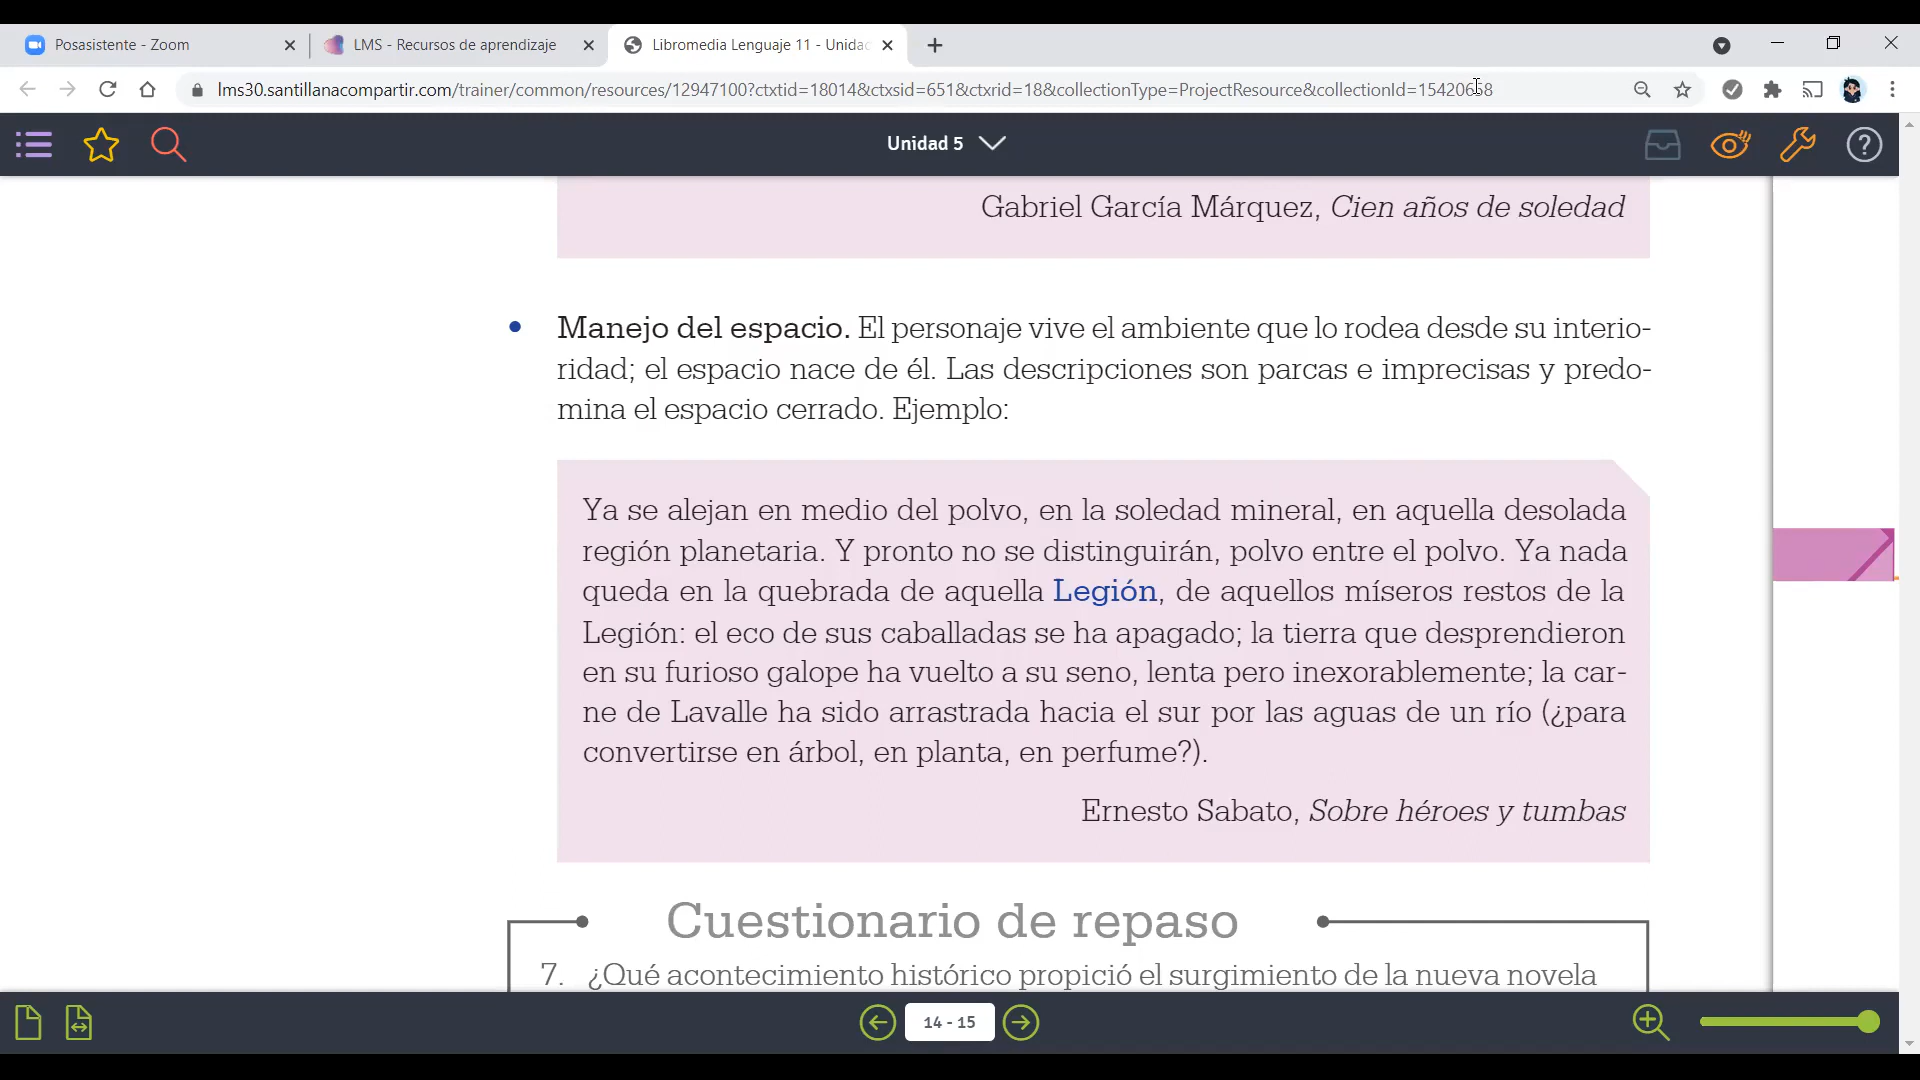 Posasistente - Zoom
LMS - Recursos de aprendizaje
Libromedia Lenguaje 11 - Unidad
lms30.santillanacompartir.com/trainer/common/resources/12947100?ctxtid=18014&ctxsid=651&ctxrid=18&collectionType=ProjectResource&collectionId=15420658
Unidad 5
Gabriel García Márquez, Cien años de soledad
• Manejo del espacio. El personaje vive el ambiente que lo rodea desde su interio-
ridad; el espacio nace de él. Las descripciones son parcas e imprecisas y predo-
mina el espacio cerrado. Ejemplo:
Ya se alejan en medio del polvo, en la soledad mineral, en aquella desolada
región planetaria. Y pronto no se distinguirán, polvo entre el polvo. Ya nada
queda en la quebrada de aquella Legión, de aquellos míseros restos de la
Legión: el eco de sus caballadas se ha apagado; la tierra que desprendieron
en su furioso galope ha vuelto a su seno, lenta pero inexorablemente; la car-
ne de Lavalle ha sido arrastrada hacia el sur por las aguas de un río (¿para
convertirse en árbol, en planta, en perfume?).
Ernesto Sabato, Sobre héroes y tumbas
Cuestionario de repaso
7. ¿Qué acontecimiento histórico propició el surgimiento de la nueva novela
14 - 15